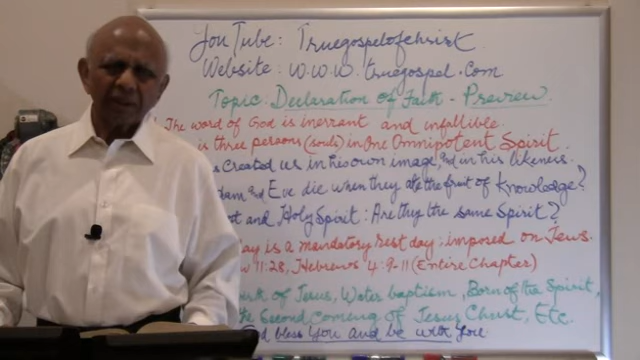 YouTube: Truegospelofchrist
Website: www.truegospel.com
Topic: Declaration of Faith - Preview
The word of God is inerrant and infallible.
is three persons (souls) in One Omnipotent Spirit
created us in his own image, and in his likeness.
and Eve die when they ate the fruit of Knowledge?
and Holy Spirit: Are they the same Spirit?
is a mandatory rest day, imposed on Jews.
11:28, Hebrews 4:9-11 (Entire Chapter)
of Jesus, Water baptism, Born of the Spirit,
Second Coming of Jesus Christ, Etc.
bless You and be with You